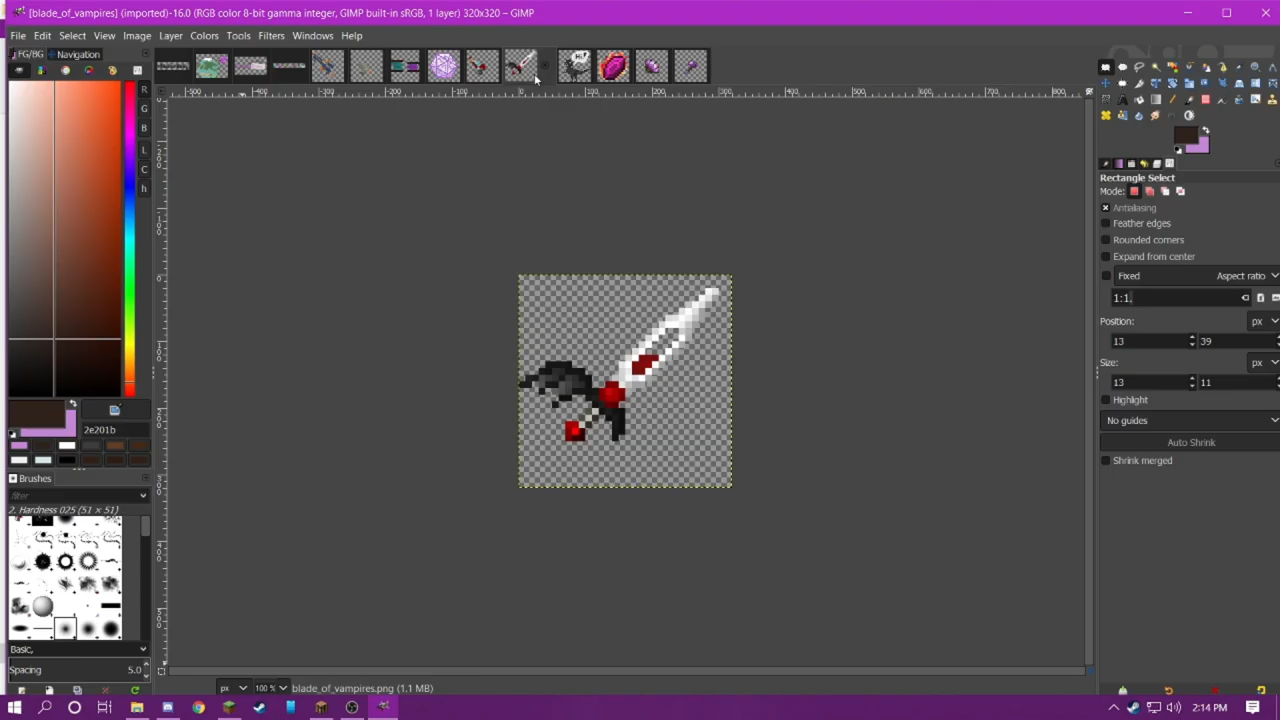 [blade_of_vampires] (imported)-16.0 (RGB color 8-bit gamma integer, GIMP built-in sRGB, 1 layer) 320x320 – GIMP
File Edit Select View Image Layer Colors Tools Filters Windows Help
FG/BG Navigation
R
G
B
L
C
h
2e201b
Brushes
filter
2. Hardness 025 (51 × 51)
Basic,
Spacing 5.0
px 100 % blade_of_vampires.png (1.1 MB)
Rectangle Select
Mode:
Antialiasing
Feather edges
Rounded corners
Expand from center
Fixed Aspect ratio
1:1
Position: px
13 39
Size: px
13 11
Highlight
No guides
Auto Shrink
Shrink merged
2:14 PM